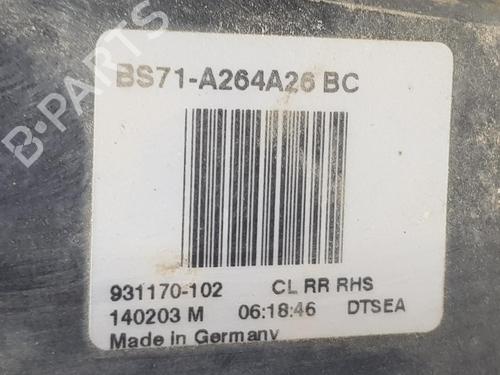 B-PARTS
BS71-A264A26 BC
931170-102 CL RR RHS
140203 M 06:18:46 DTSEA
Made in Germany